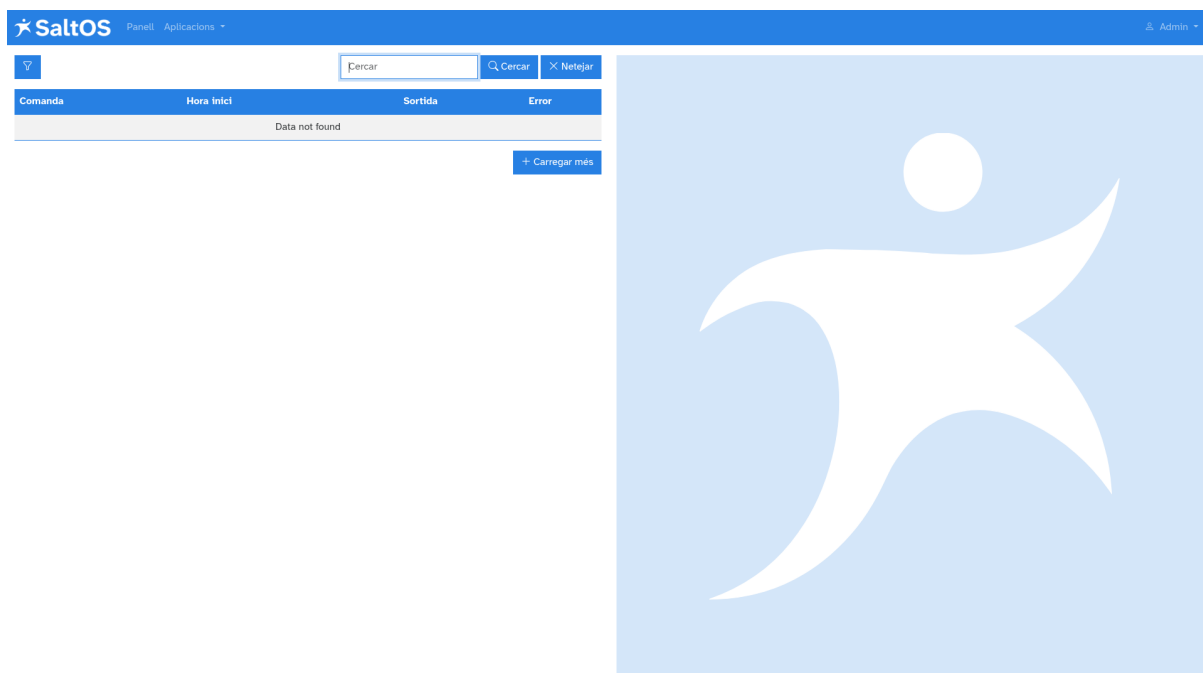 SaltOS Panell Aplicacions Admin
Cercar Cercar Netejar
Comanda Hora inici Sortida Error
Data not found
+ Carregar més